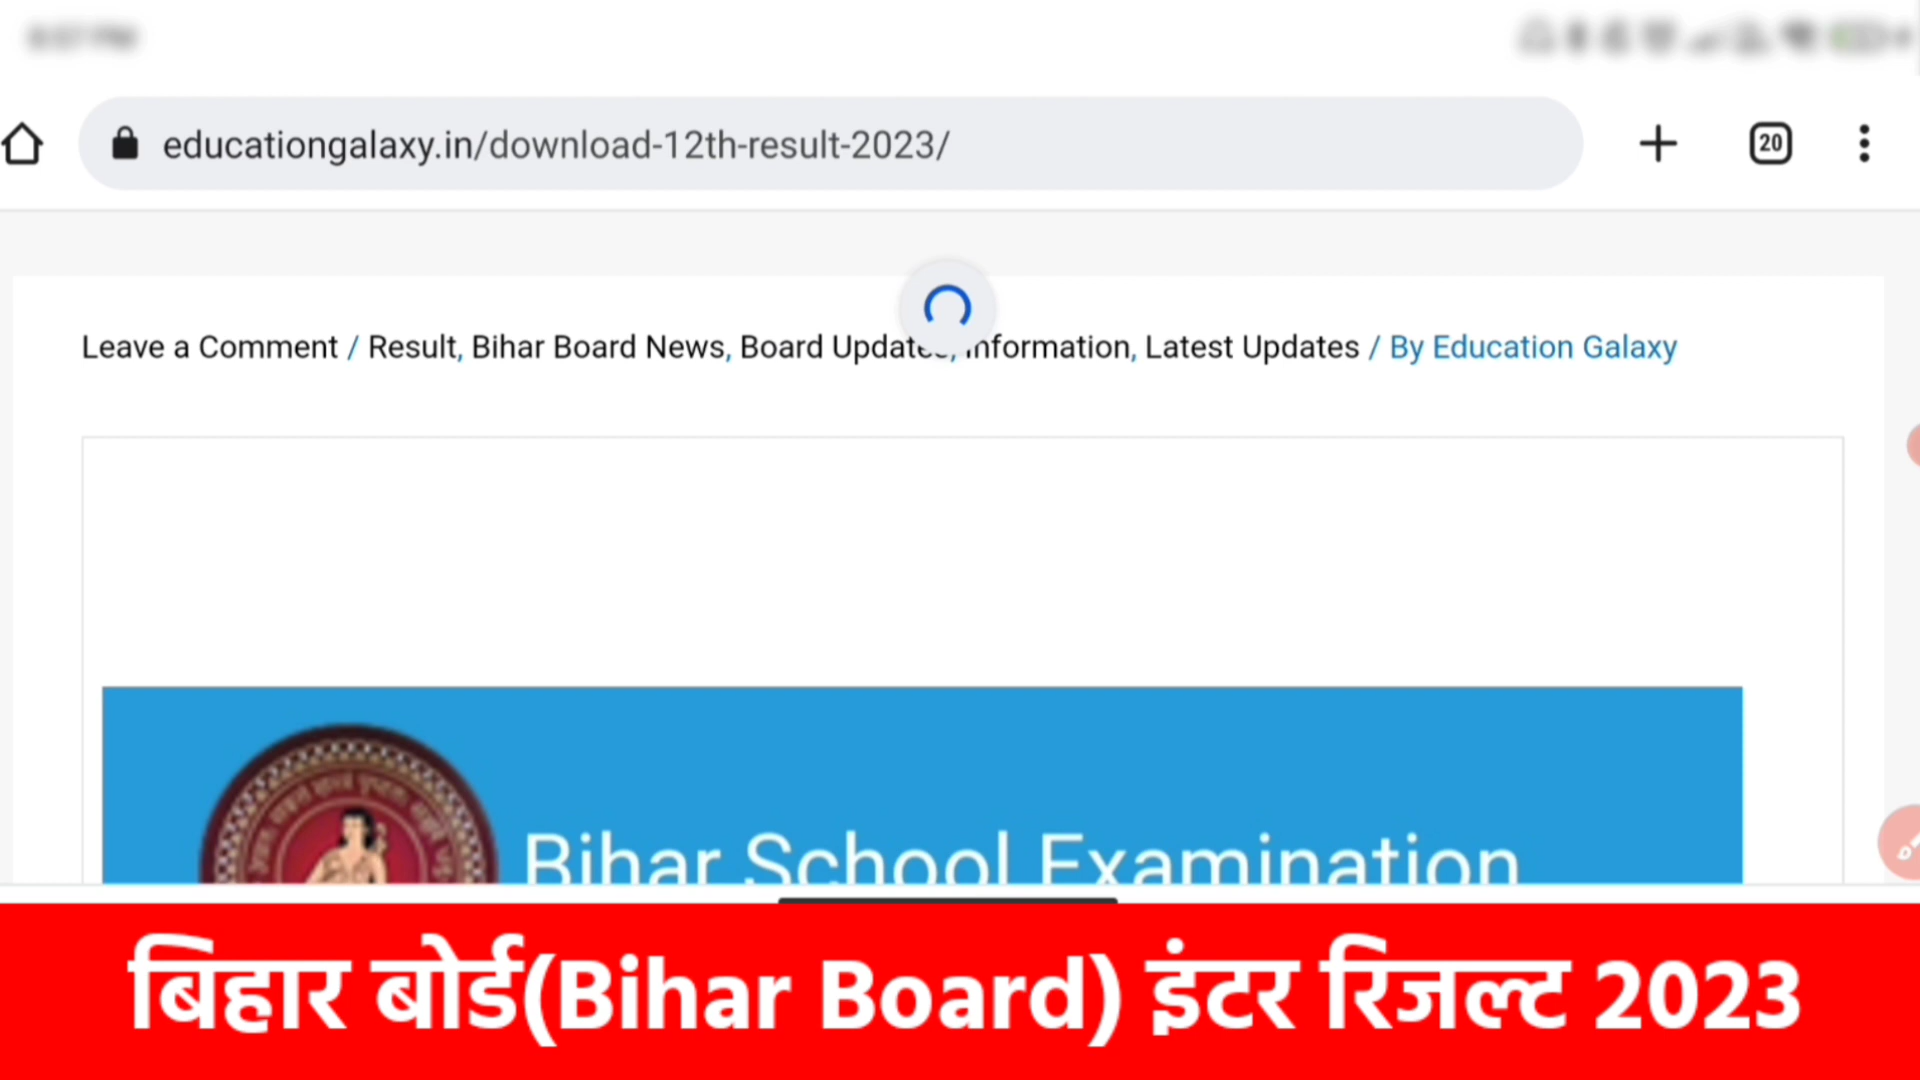 educationgalaxy.in/download-12th-result-2023/
20
Leave a Comment / Result, Bihar Board News, Board Updates, Information, Latest Updates / By Education Galaxy
Bihar School Examination
बिहार बोर्ड(Bihar Board) इंटर रिजल्ट 2023